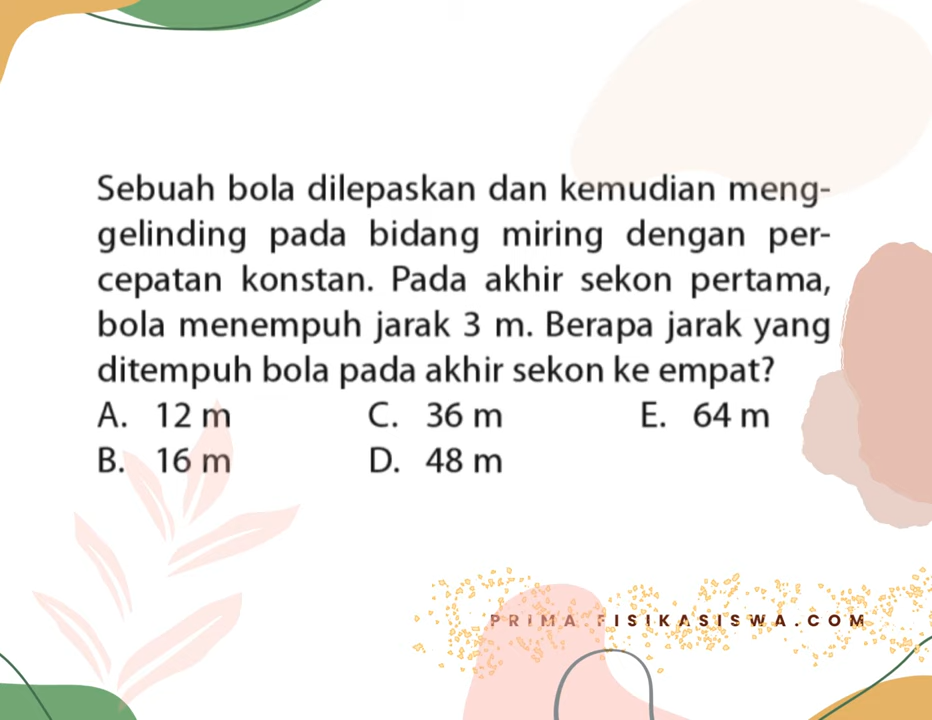 Sebuah bola dilepaskan dan kemudian meng-
gelinding pada bidang miring dengan per-
cepatan konstan. Pada akhir sekon pertama,
bola menempuh jarak 3 m. Berapa jarak yang
ditempuh bola pada akhir sekon ke empat?
A. 12 m C. 36 m E. 64 m
B. 16 m D. 48 m
PRIMA.FISIKASISWA.COM